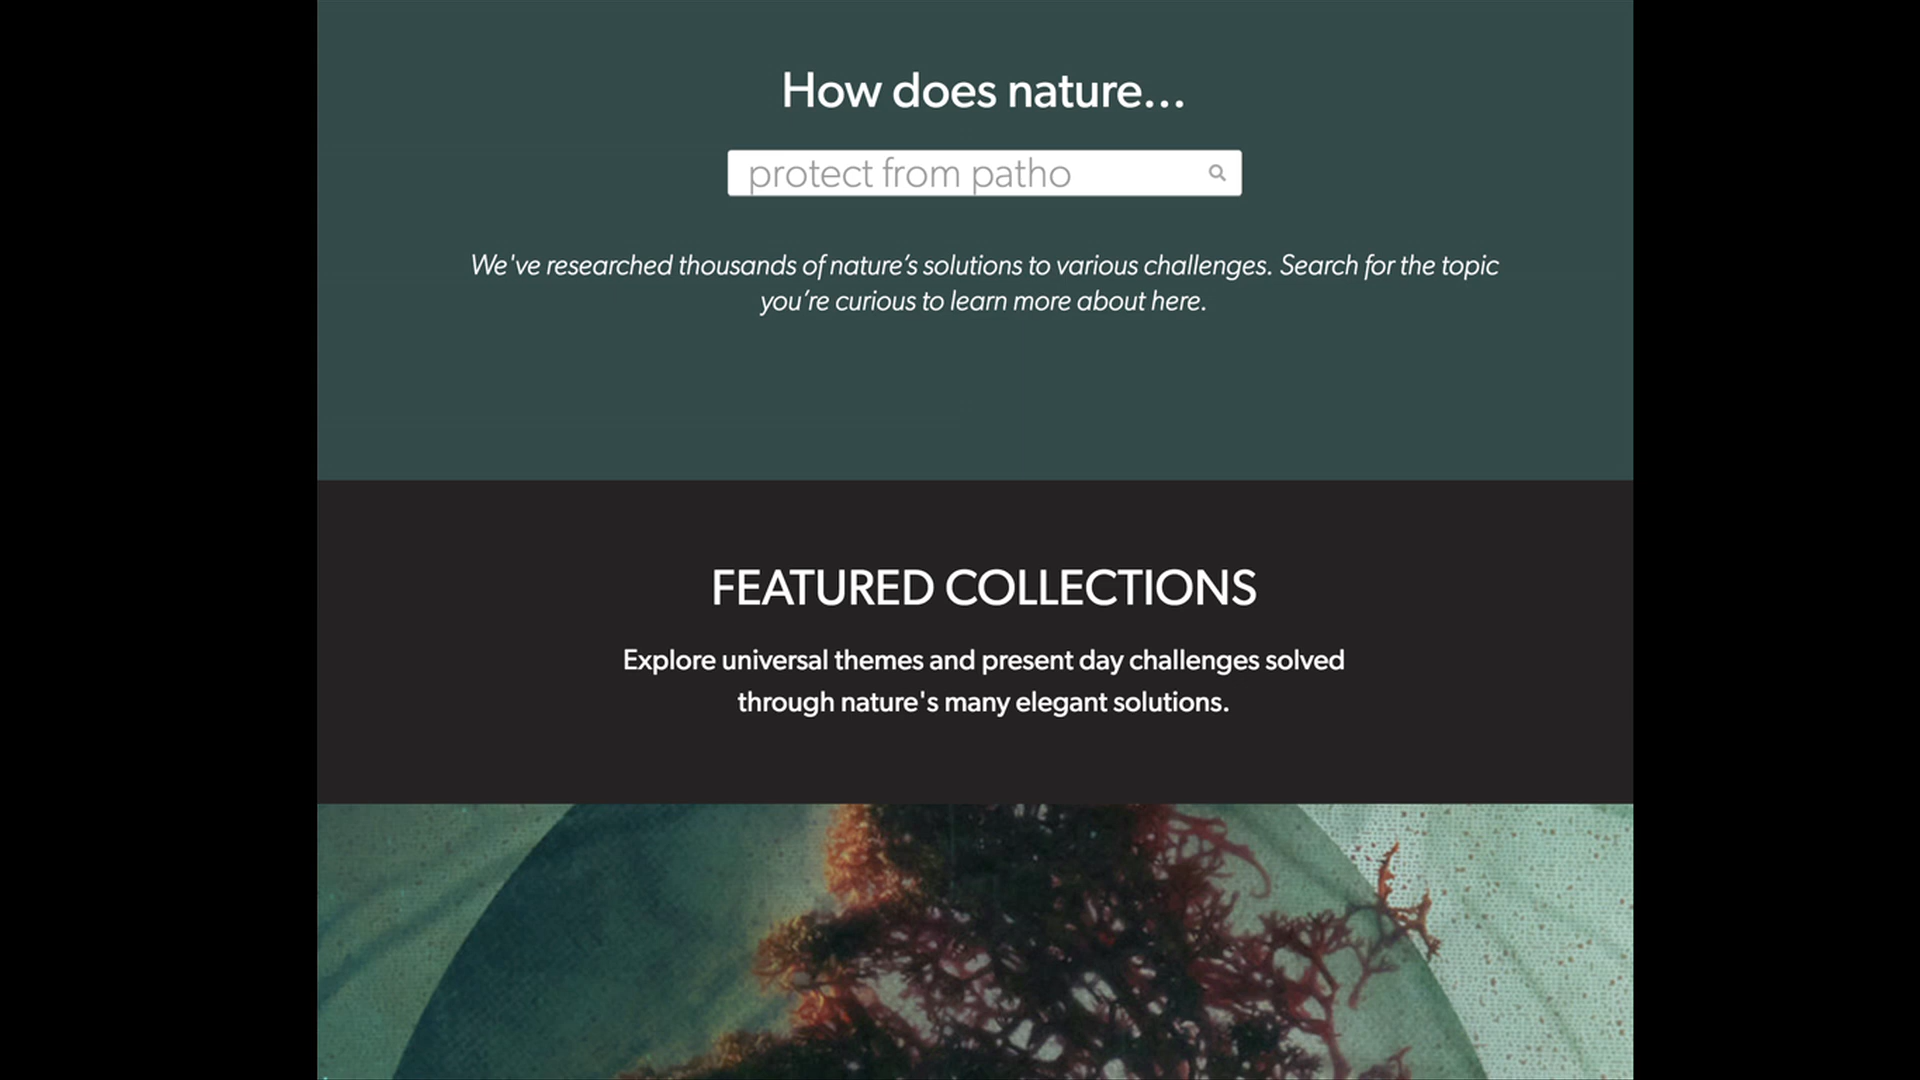 How does nature...
protect from patho
We've researched thousands of nature’s solutions to various challenges. Search for the topic
you’re curious to learn more about here.
FEATURED COLLECTIONS
Explore universal themes and present day challenges solved
through nature's many elegant solutions.